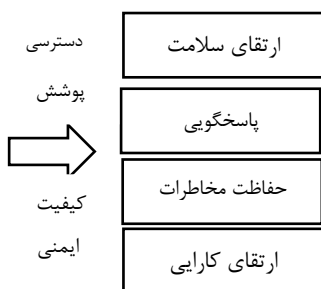 دسترسی
پوشش
کیفیت
ایمنی
ارتقای سلامت
پاسخگویی
حفاظت مخاطرات
ارتقای کارایی